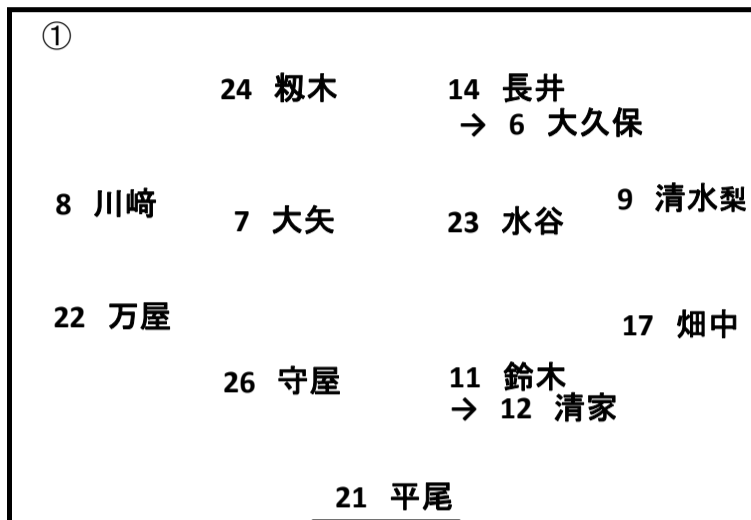 ①
24 籾木
14 長井
→ 6 大久保
8 川﨑
7 大矢
23 水谷
9 清水梨
22 万屋
17 畑中
26 守屋
11 鈴木
→ 12 清家
21 平尾